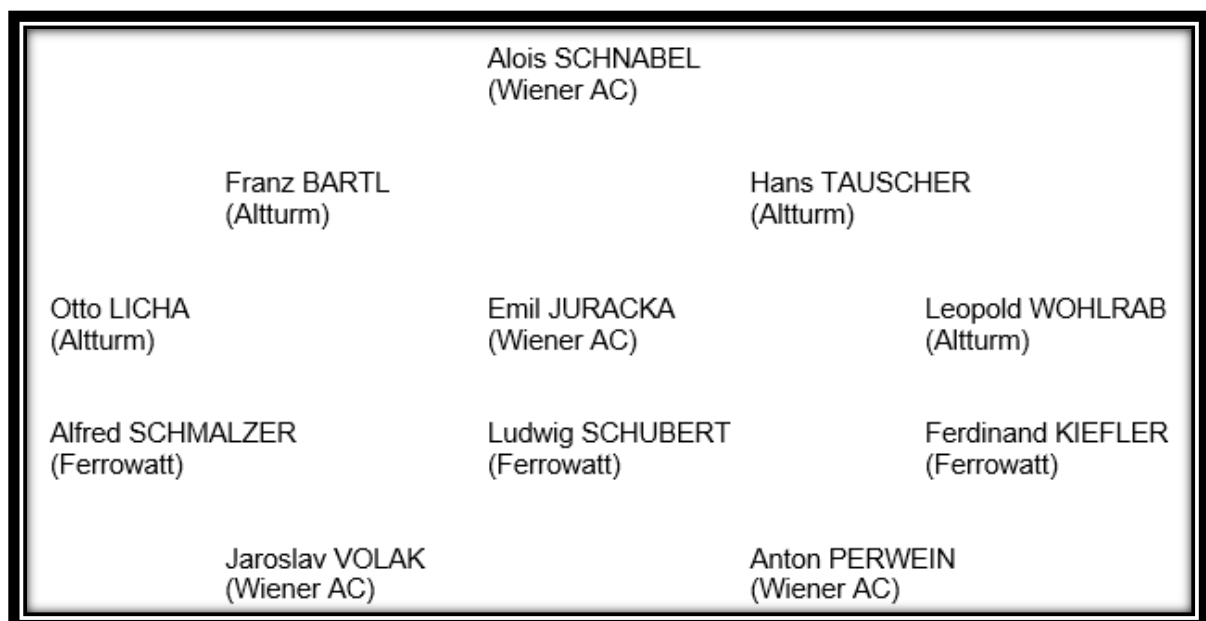 Alois SCHNABEL
(Wiener AC)
Franz BARTL
(Altturm)
Hans TAUSCHER
(Altturm)
Otto LICHA
(Altturm)
Emil JURACKA
(Wiener AC)
Leopold WOHLRAB
(Altturm)
Alfred SCHMALZER
(Ferrowatt)
Ludwig SCHUBERT
(Ferrowatt)
Ferdinand KIEFLER
(Ferrowatt)
Jaroslav VOLAK
(Wiener AC)
Anton PERWEIN
(Wiener AC)